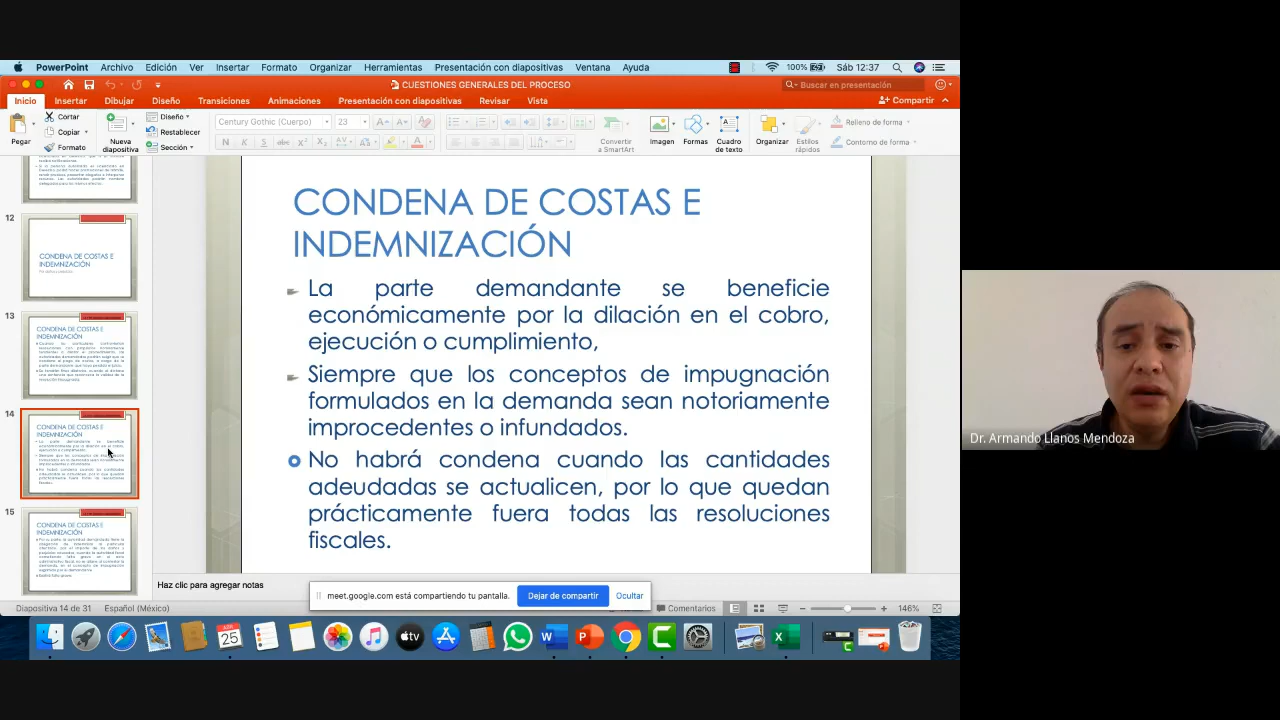 PowerPoint Archivo Edición Ver Insertar Formato Organizar Herramientas Presentación con diapositivas Ventana Ayuda 100% Sáb 12:37
CUESTIONES GENERALES DEL PROCESO
Buscar en presentación
Inicio Insertar Dibujar Diseño Transiciones Animaciones Presentación con diapositivas Revisar Vista Compartir
Pegar
Cortar
Copiar
Formato
Nueva diapositiva
Diseño
Restablecer
Sección
Century Gothic (Cuerpo) 23
Convertir a SmartArt
Imagen
Formas
Cuadro de texto
Organizar
Estilos rápidos
Relleno de forma
Contorno de forma
12
CONDENA DE COSTAS E
INDEMNIZACIÓN
13
CONDENA DE COSTAS E
INDEMNIZACIÓN
14
CONDENA DE COSTAS E
INDEMNIZACIÓN
15
CONDENA DE COSTAS E
INDEMNIZACIÓN
CONDENA DE COSTAS E
INDEMNIZACIÓN
La parte demandante se beneficie
económicamente por la dilación en el cobro,
ejecución o cumplimiento,
Siempre que los conceptos de impugnación
formulados en la demanda sean notoriamente
improcedentes o infundados.
No habrá condena cuando las cantidades
adeudadas se actualicen, por lo que quedan
prácticamente fuera todas las resoluciones
fiscales.
Haz clic para agregar notas
meet.google.com está compartiendo tu pantalla. Dejar de compartir Ocultar
Diapositiva 14 de 31 Español (México) Comentarios 146%
Dr. Armando Llanos Mendoza